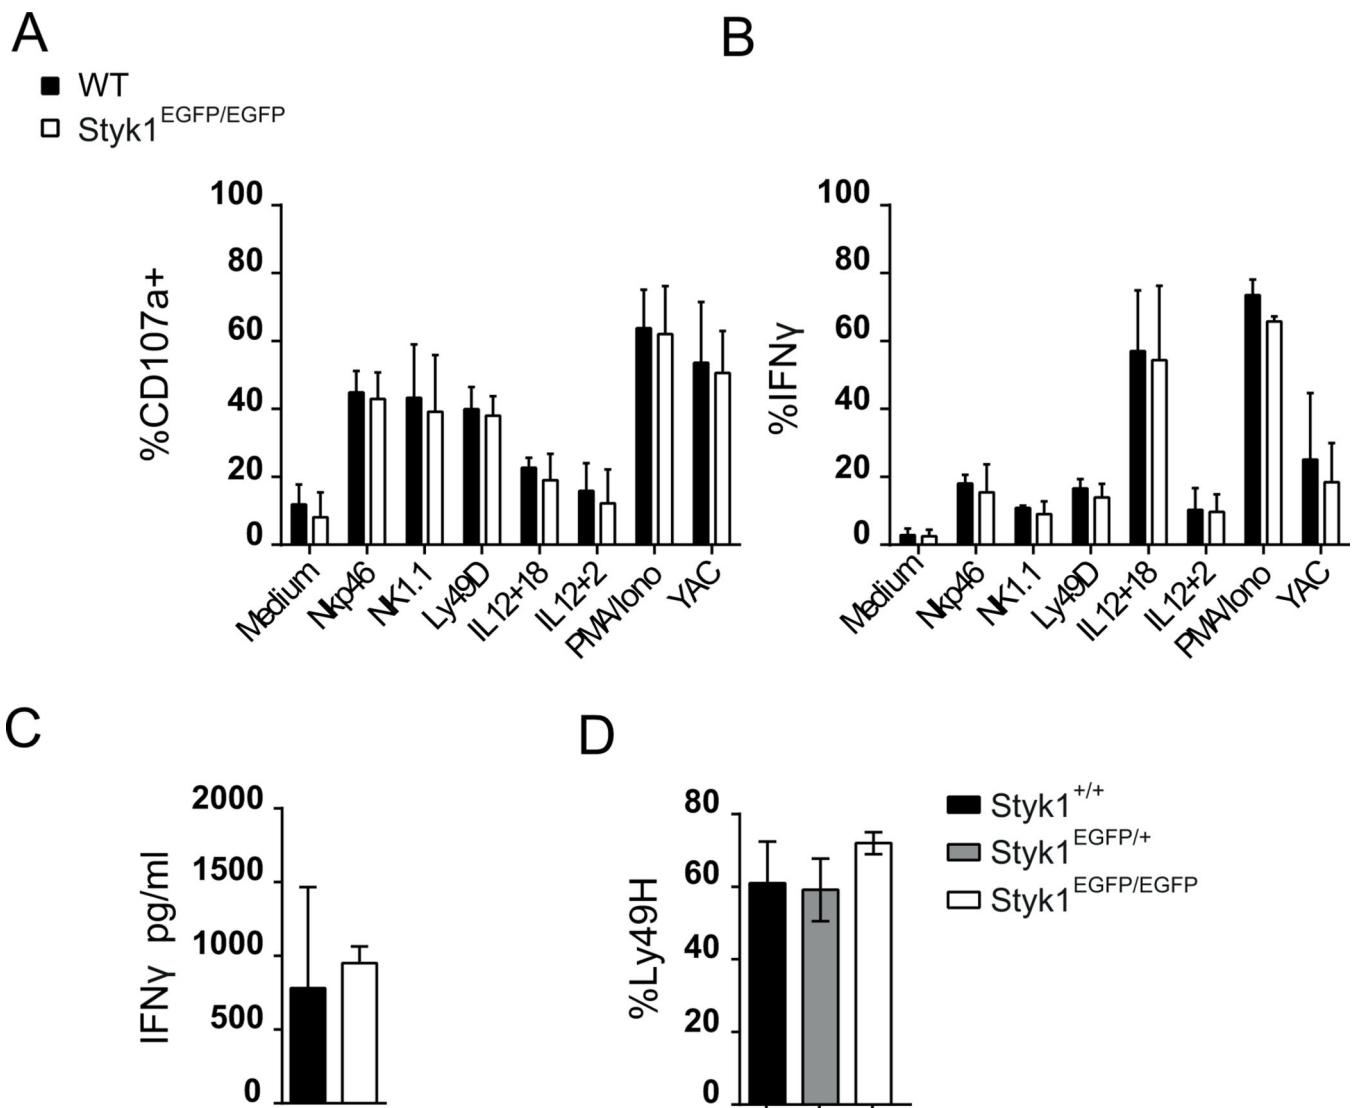 A
WT
Styk1EGFP/EGFP
%CD107a+
100
80
60
40
20
0
Medium
Nkp46
NK1.1
Ly49D
IL12+18
IL12+2
PMA/Iono
YAC
B
%IFNγ
100
80
60
40
20
0
Medium
Nkp46
NK1.1
Ly49D
IL12+18
IL12+2
PMA/Iono
YAC
C
IFNγ pg/ml
2000
1500
1000
500
0
D
%Ly49H
80
60
40
20
0
Styk1+/+
Styk1EGFP/+
Styk1EGFP/EGFP